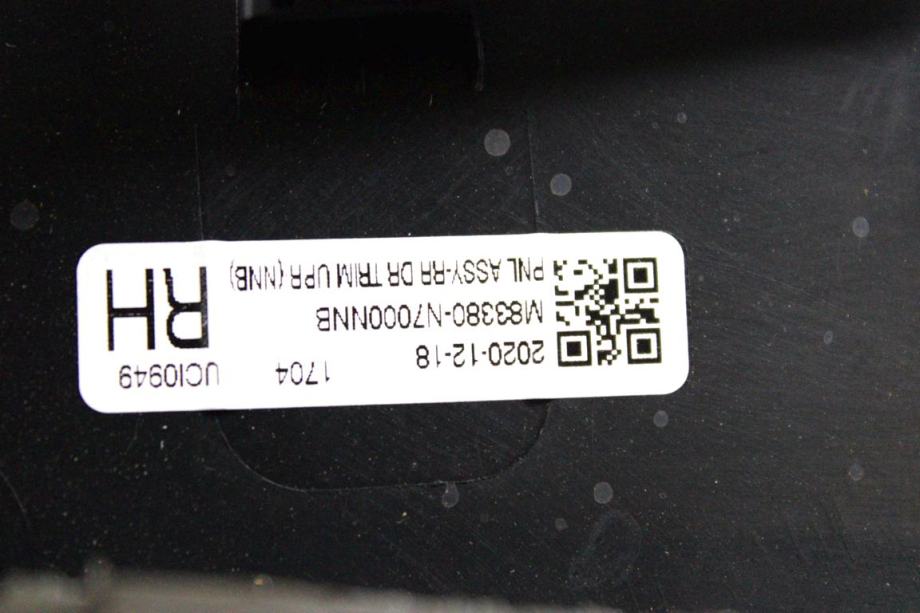 2020-12-18 1704 UCI0949
M83380-N7000NNB
PNL ASSY-RR DR TRIM UPR (NNB)
RH